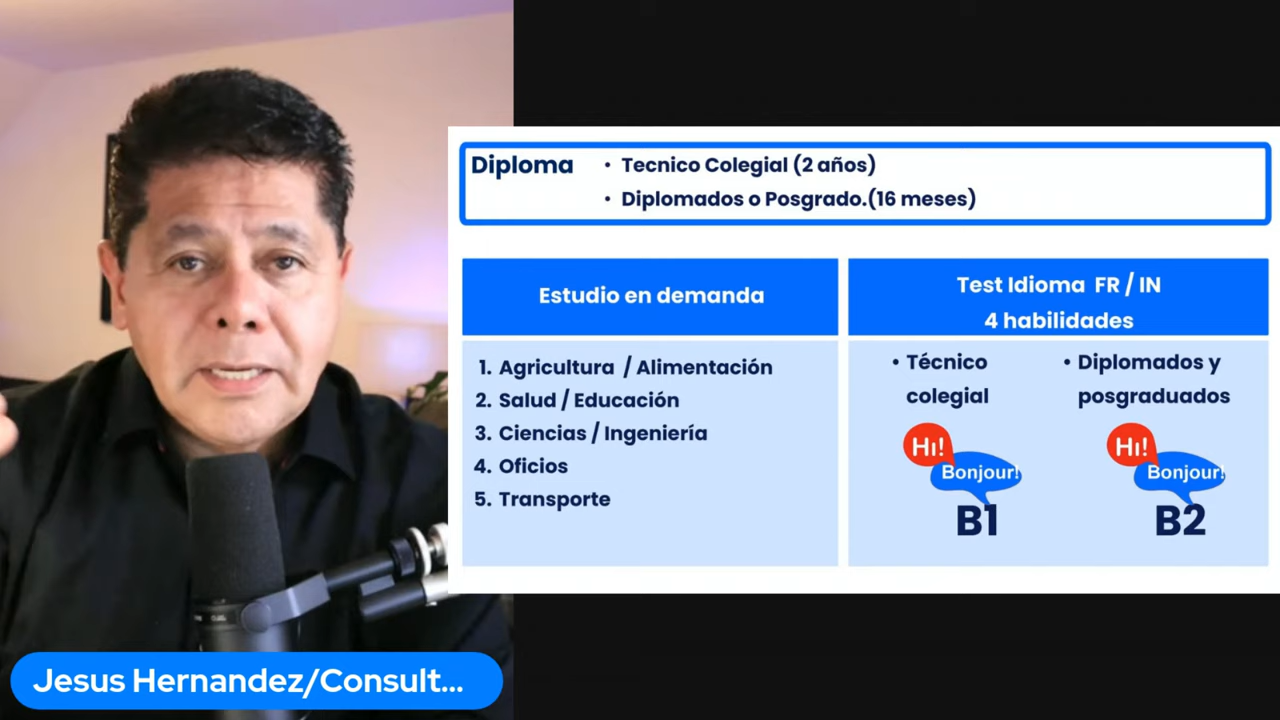 Diploma
• Tecnico Colegial (2 años)
• Diplomados o Posgrado.(16 meses)
Estudio en demanda
1. Agricultura / Alimentación
2. Salud / Educación
3. Ciencias / Ingeniería
4. Oficios
5. Transporte
Test Idioma FR / IN
4 habilidades
• Técnico
colegial
Hi!
Bonjour!
B1
• Diplomados y
posgraduados
Hi!
Bonjour!
B2
Jesus Hernandez/Consult...